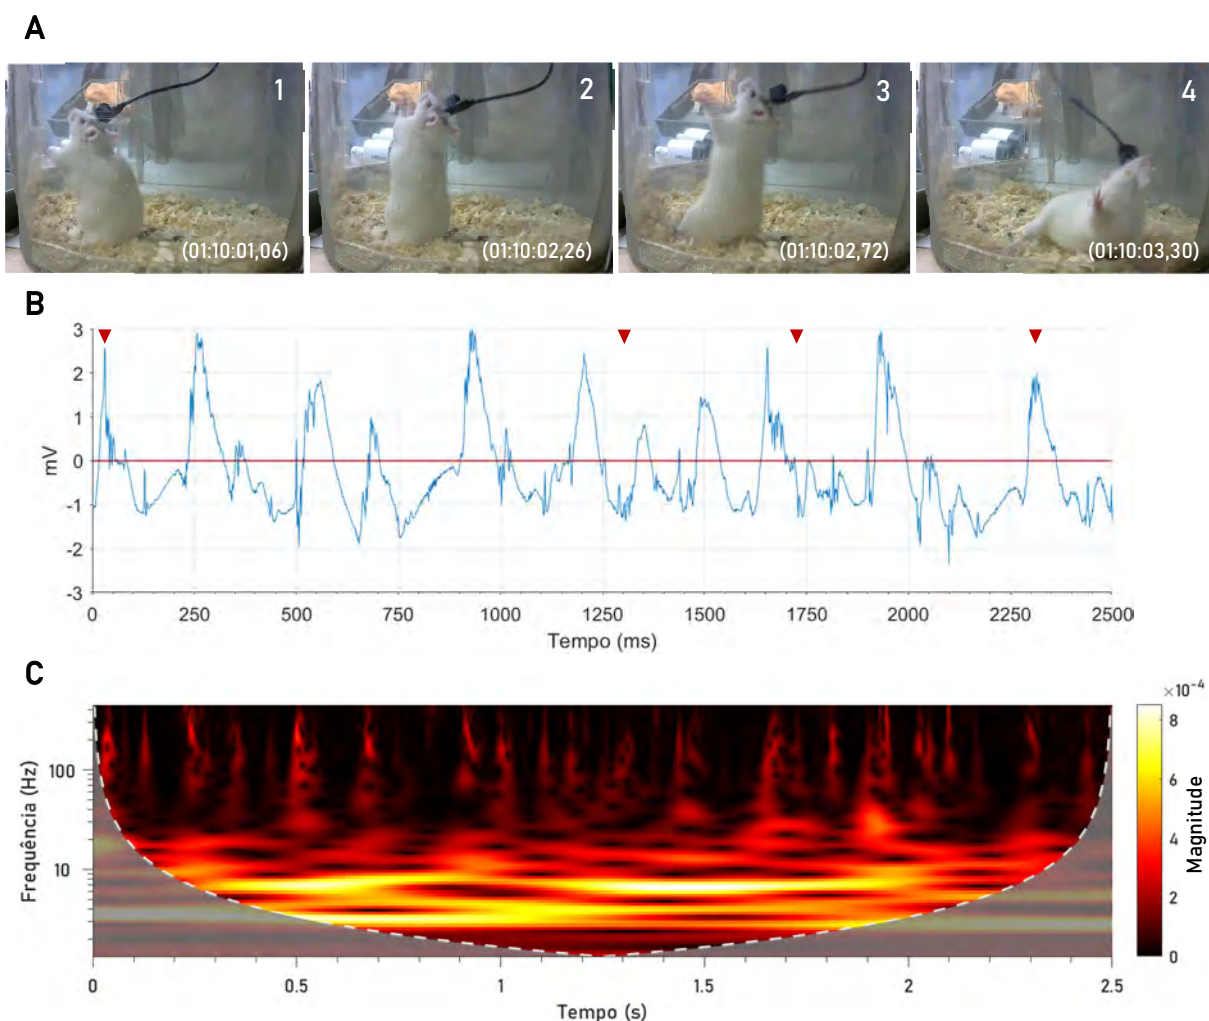 A
1
2
3
4
(01:10:01,06)
(01:10:02,26)
(01:10:02,72)
(01:10:03,30)
B
3
2
1
0
-1
-2
-3
mV
0 250 500 750 1000 1250 1500 1750 2000 2250 2500
Tempo (ms)
C
×10⁻⁴
100
10
Frequência (Hz)
8
6
4
2
0
Magnitude
0 0.5 1 1.5 2 2.5
Tempo (s)